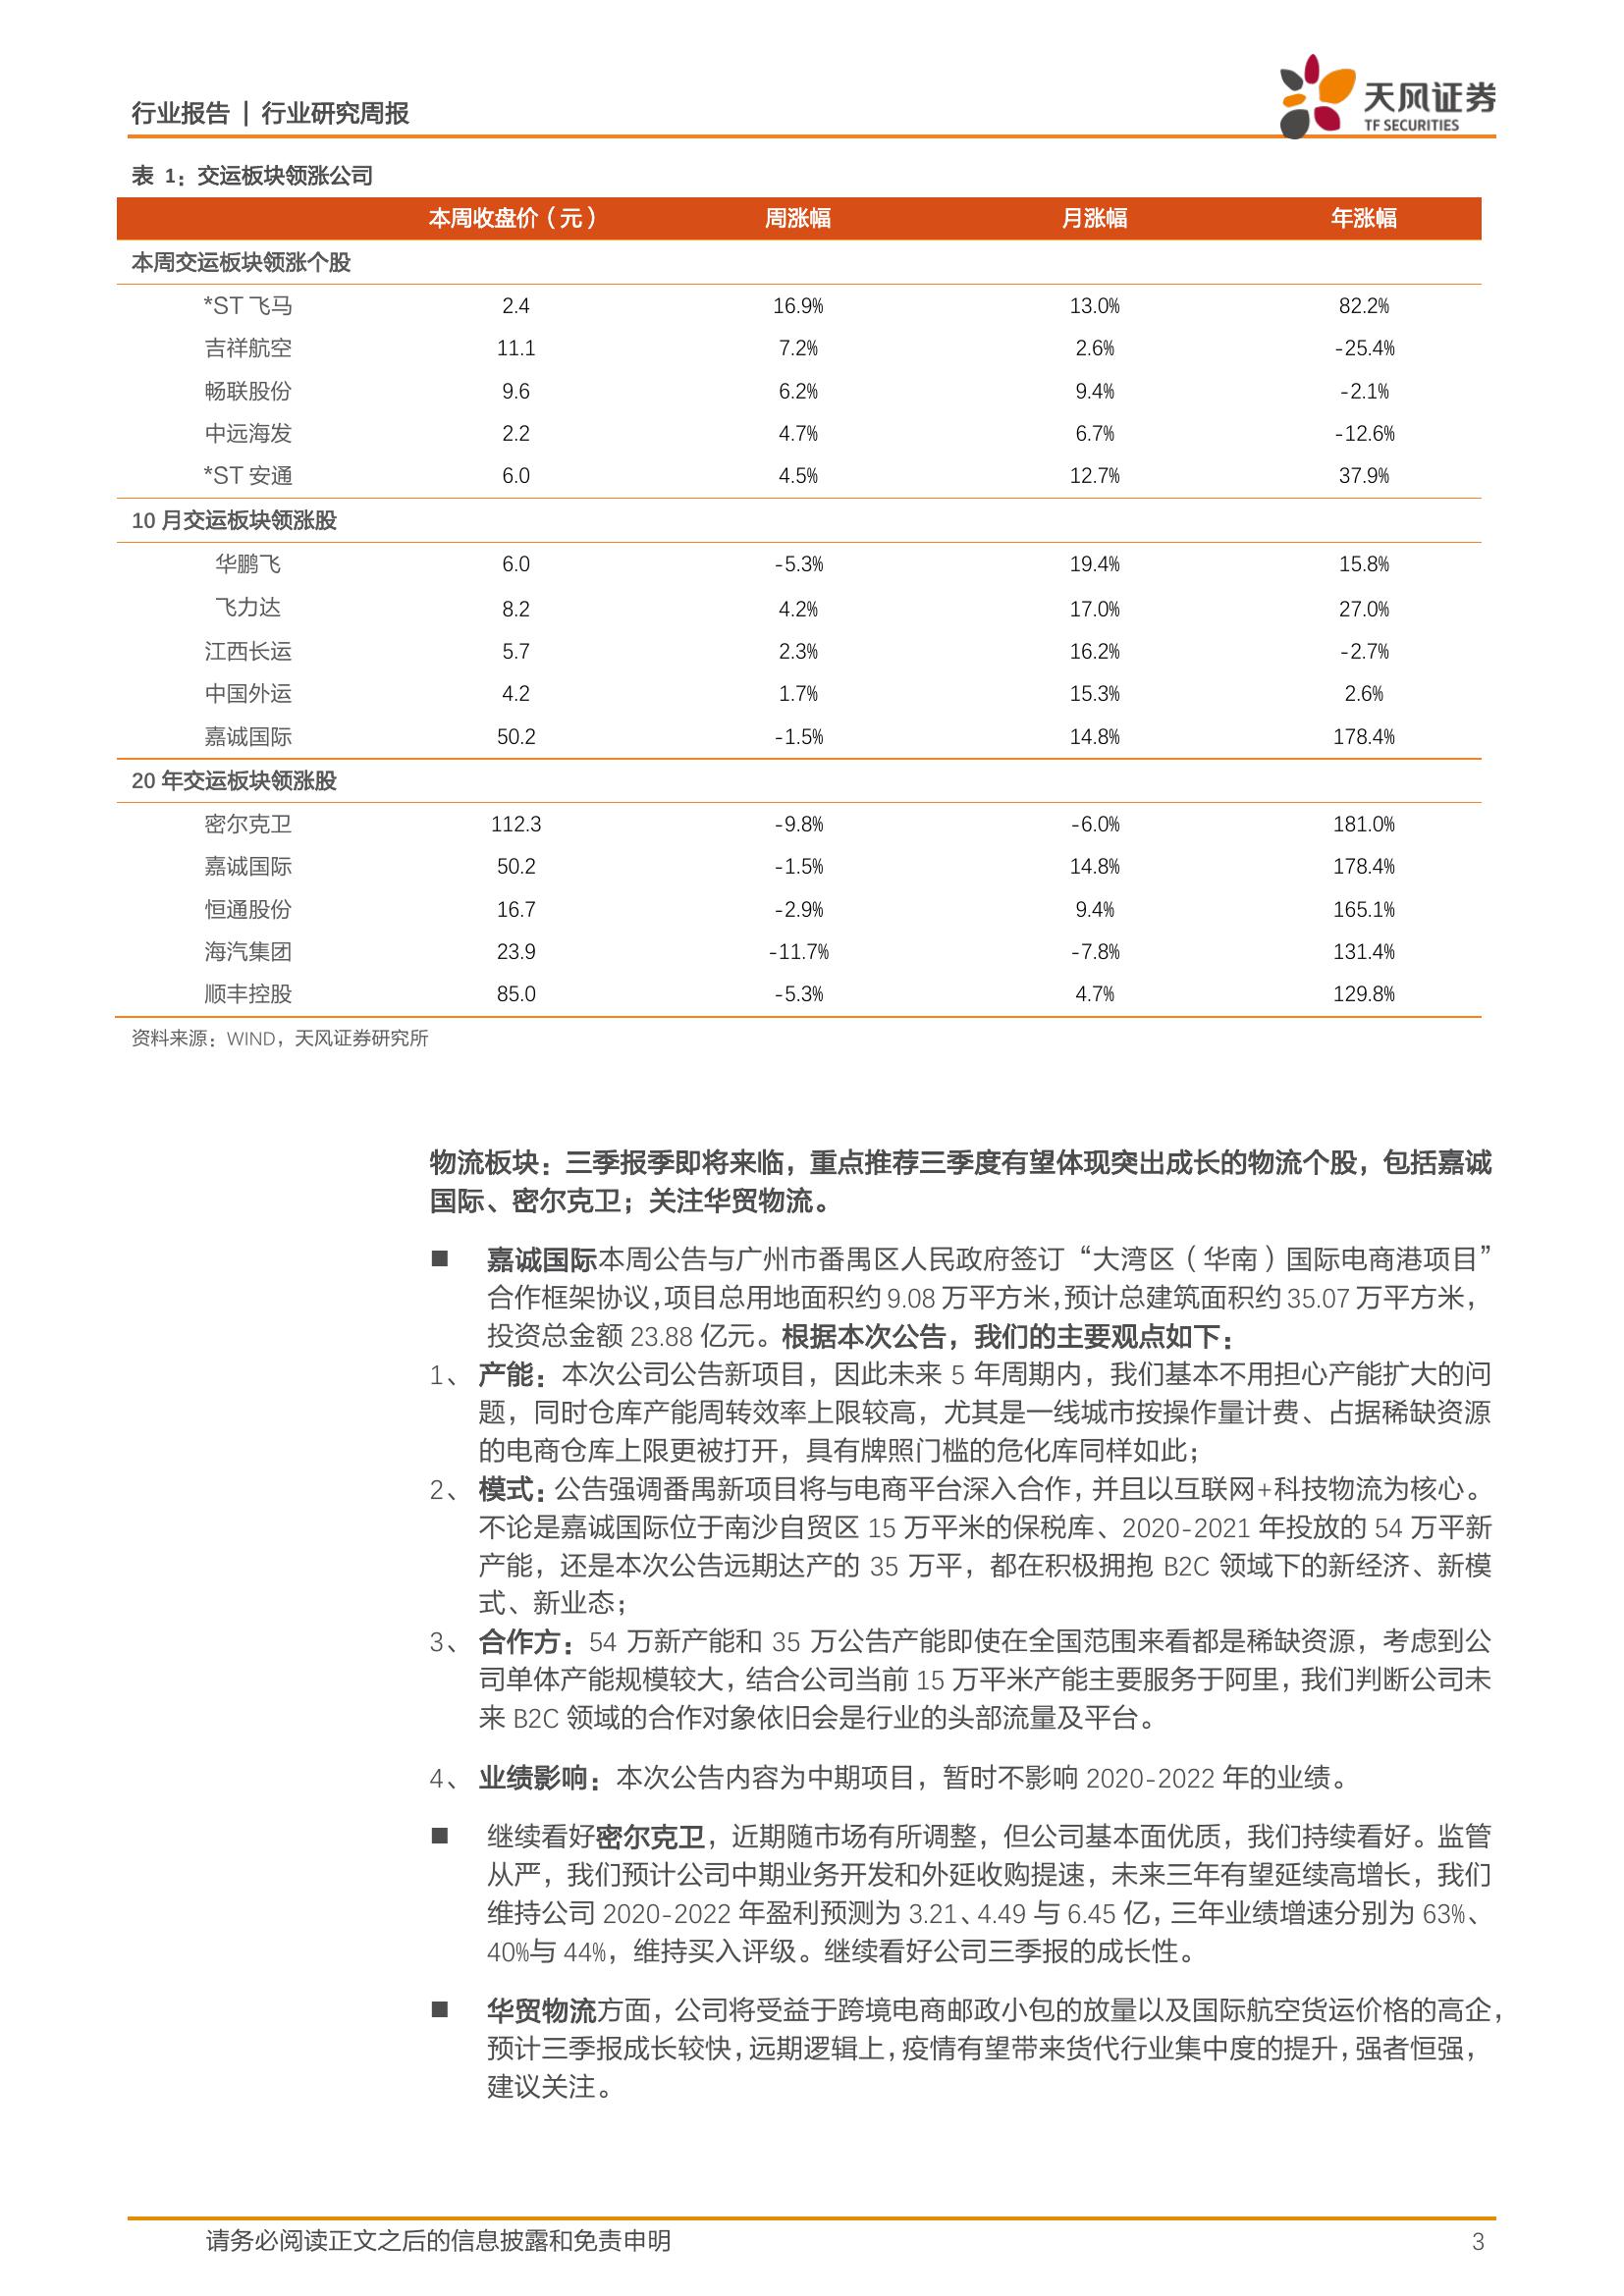 行业报告 | 行业研究周报
天风证券
TF SECURITIES
表 1：交运板块领涨公司
本周收盘价（元） 周涨幅 月涨幅 年涨幅
本周交运板块领涨个股
*ST 飞马 2.4 16.9% 13.0% 82.2%
吉祥航空 11.1 7.2% 2.6% -25.4%
畅联股份 9.6 6.2% 9.4% -2.1%
中远海发 2.2 4.7% 6.7% -12.6%
*ST 安通 6.0 4.5% 12.7% 37.9%
10 月交运板块领涨股
华鹏飞 6.0 -5.3% 19.4% 15.8%
飞力达 8.2 4.2% 17.0% 27.0%
江西长运 5.7 2.3% 16.2% -2.7%
中国外运 4.2 1.7% 15.3% 2.6%
嘉诚国际 50.2 -1.5% 14.8% 178.4%
20 年交运板块领涨股
密尔克卫 112.3 -9.8% -6.0% 181.0%
嘉诚国际 50.2 -1.5% 14.8% 178.4%
恒通股份 16.7 -2.9% 9.4% 165.1%
海汽集团 23.9 -11.7% -7.8% 131.4%
顺丰控股 85.0 -5.3% 4.7% 129.8%
资料来源：WIND，天风证券研究所
物流板块：三季报季即将来临，重点推荐三季度有望体现突出成长的物流个股，包括嘉诚
国际、密尔克卫；关注华贸物流。
■ 嘉诚国际本周公告与广州市番禺区人民政府签订“大湾区（华南）国际电商港项目”
合作框架协议，项目总用地面积约 9.08 万平方米，预计总建筑面积约 35.07 万平方米，
投资总金额 23.88 亿元。根据本次公告，我们的主要观点如下：
1、 产能：本次公司公告新项目，因此未来 5 年周期内，我们基本不用担心产能扩大的问
题，同时仓库产能周转效率上限较高，尤其是一线城市按操作量计费、占据稀缺资源
的电商仓库上限更被打开，具有牌照门槛的危化库同样如此；
2、 模式：公告强调番禺新项目将与电商平台深入合作，并且以互联网+科技物流为核心。
不论是嘉诚国际位于南沙自贸区 15 万平米的保税库、2020-2021 年投放的 54 万平新
产能，还是本次公告远期达产的 35 万平，都在积极拥抱 B2C 领域下的新经济、新模
式、新业态；
3、 合作方：54 万新产能和 35 万公告产能即使在全国范围来看都是稀缺资源，考虑到公
司单体产能规模较大，结合公司当前 15 万平米产能主要服务于阿里，我们判断公司未
来 B2C 领域的合作对象依旧会是行业的头部流量及平台。
4、 业绩影响：本次公告内容为中期项目，暂时不影响 2020-2022 年的业绩。
■ 继续看好密尔克卫，近期随市场有所调整，但公司基本面优质，我们持续看好。监管
从严，我们预计公司中期业务开发和外延收购提速，未来三年有望延续高增长，我们
维持公司 2020-2022 年盈利预测为 3.21、4.49 与 6.45 亿，三年业绩增速分别为 63%、
40%与 44%，维持买入评级。继续看好公司三季报的成长性。
■ 华贸物流方面，公司将受益于跨境电商邮政小包的放量以及国际航空货运价格的高企，
预计三季报成长较快，远期逻辑上，疫情有望带来货代行业集中度的提升，强者恒强，
建议关注。
请务必阅读正文之后的信息披露和免责申明 3